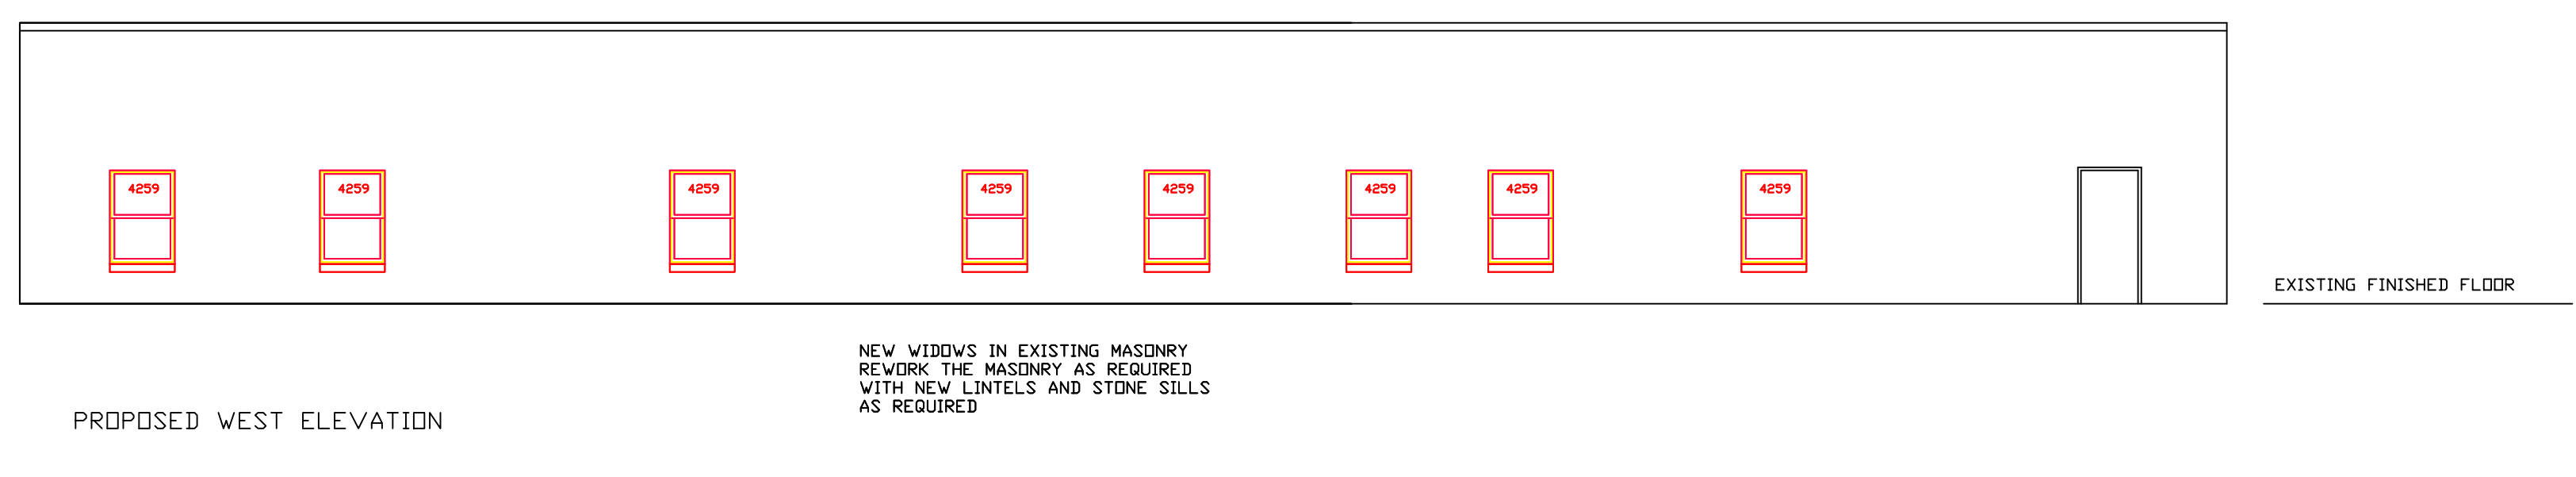 4259 4259 4259 4259 4259 4259 4259 4259
EXISTING FINISHED FLOOR
NEW WIDOWS IN EXISTING MASONRY
REWORK THE MASONRY AS REQUIRED
WITH NEW LINTELS AND STONE SILLS
AS REQUIRED
PROPOSED WEST ELEVATION